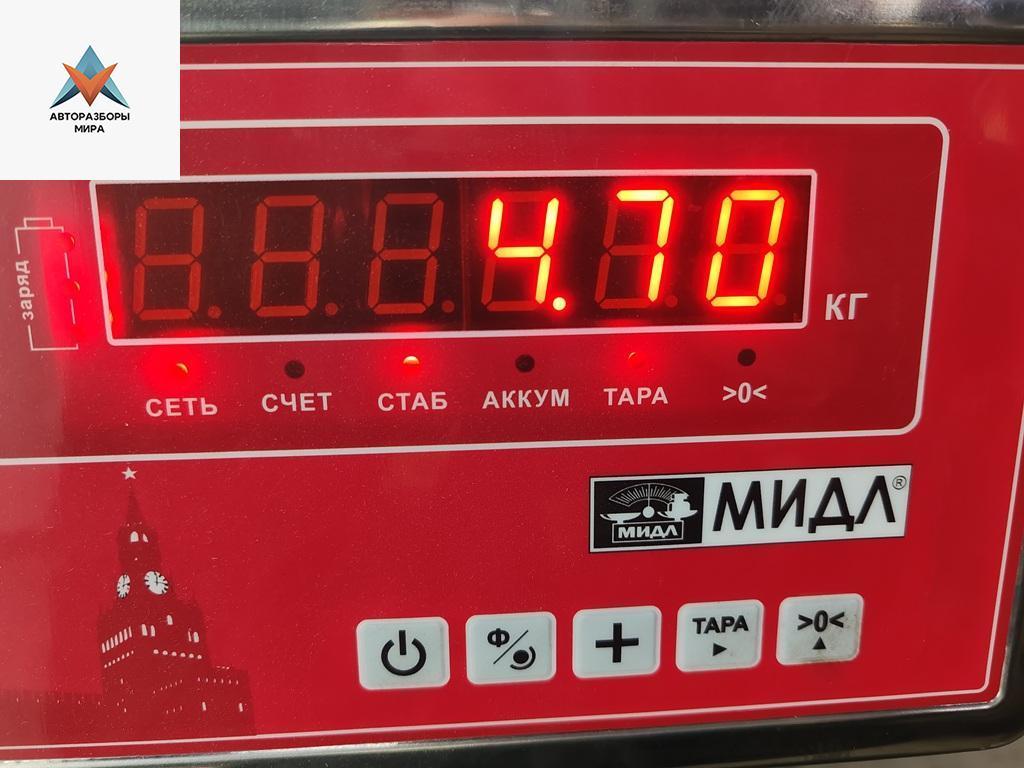 АВТОРАЗБОРЫ
МИРА
заряд
4.70
КГ
СЕТЬ СЧЕТ СТАБ АККУМ ТАРА >0<
МИДЛ МИДЛ®
Ф ТАРА >0<